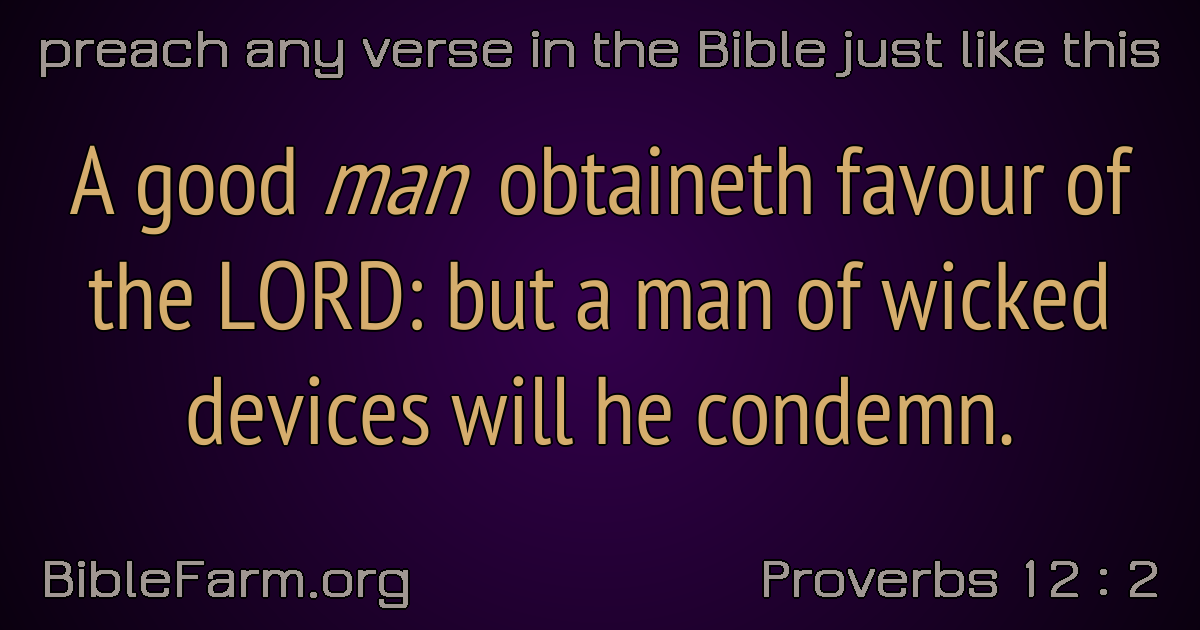 preach any verse in the Bible just like this
A good man obtaineth favour of
the LORD: but a man of wicked
devices will he condemn.
BibleFarm.org
Proverbs 12 : 2